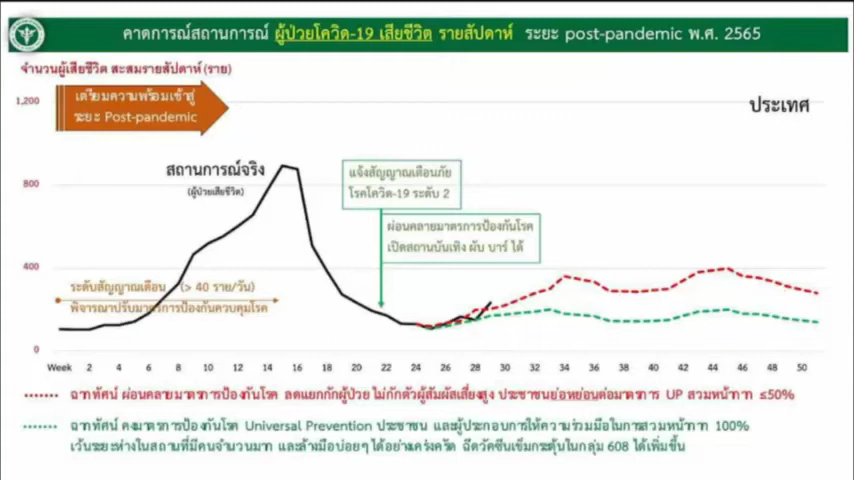 คาดการณ์สถานการณ์ ผู้ป่วยโควิด-19 เสียชีวิต รายสัปดาห์ ระยะ post-pandemic พ.ศ. 2565
จำนวนผู้เสียชีวิต สะสมรายสัปดาห์ (ราย)
1,200
เตรียมความพร้อมเข้าสู่
ระยะ Post-pandemic
ประเทศ
สถานการณ์จริง
(ผู้ป่วยเสียชีวิต)
800
แจ้งสัญญาณเตือนภัย
โรคโควิด-19 ระดับ 2
ผ่อนคลายมาตรการป้องกันโรค
เปิดสถานบันเทิง ผับ บาร์ ได้
400
ระดับสัญญาณเตือน (> 40 ราย/วัน)
พิจารณาปรับมาตรการป้องกันควบคุมโรค
0
Week 2 4 6 8 10 12 14 16 18 20 22 24 26 28 30 32 34 36 38 40 42 44 46 48 50
ฉากทัศน์ ผ่อนคลายมาตรการป้องกันโรค ลดแยกกักผู้ป่วย ไม่กักตัวผู้สัมผัสเสี่ยงสูง ประชาชนย่อหย่อนต่อมาตรการ UP สวมหน้ากาก ≤50%
ฉากทัศน์ คงมาตรการป้องกันโรค Universal Prevention ประชาชน และผู้ประกอบการให้ความร่วมมือในการสวมหน้ากาก 100%
เว้นระยะห่างในสถานที่มีคนจำนวนมาก และล้างมือบ่อยๆ ได้อย่างเคร่งครัด ฉีดวัคซีนเข็มกระตุ้นในกลุ่ม 608 ได้เพิ่มขึ้น